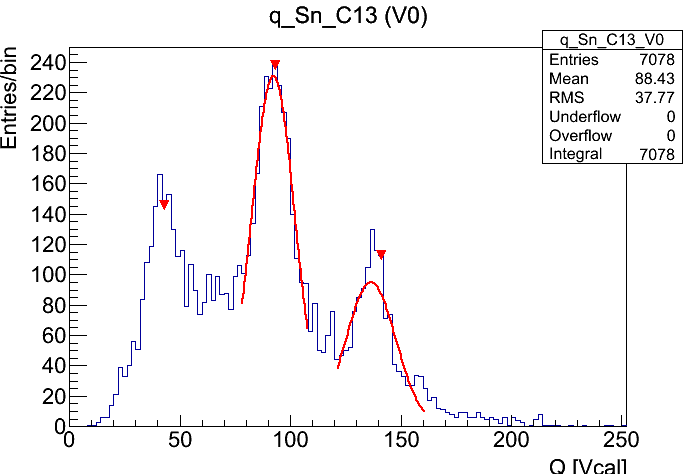 q_Sn_C13 (V0)
q_Sn_C13_V0
Entries 7078
Mean 88.43
RMS 37.77
Underflow 0
Overflow 0
Integral 7078
Entries/bin
240
220
200
180
160
140
120
100
80
60
40
20
0
0 50 100 150 200 250
Q [Vcal]